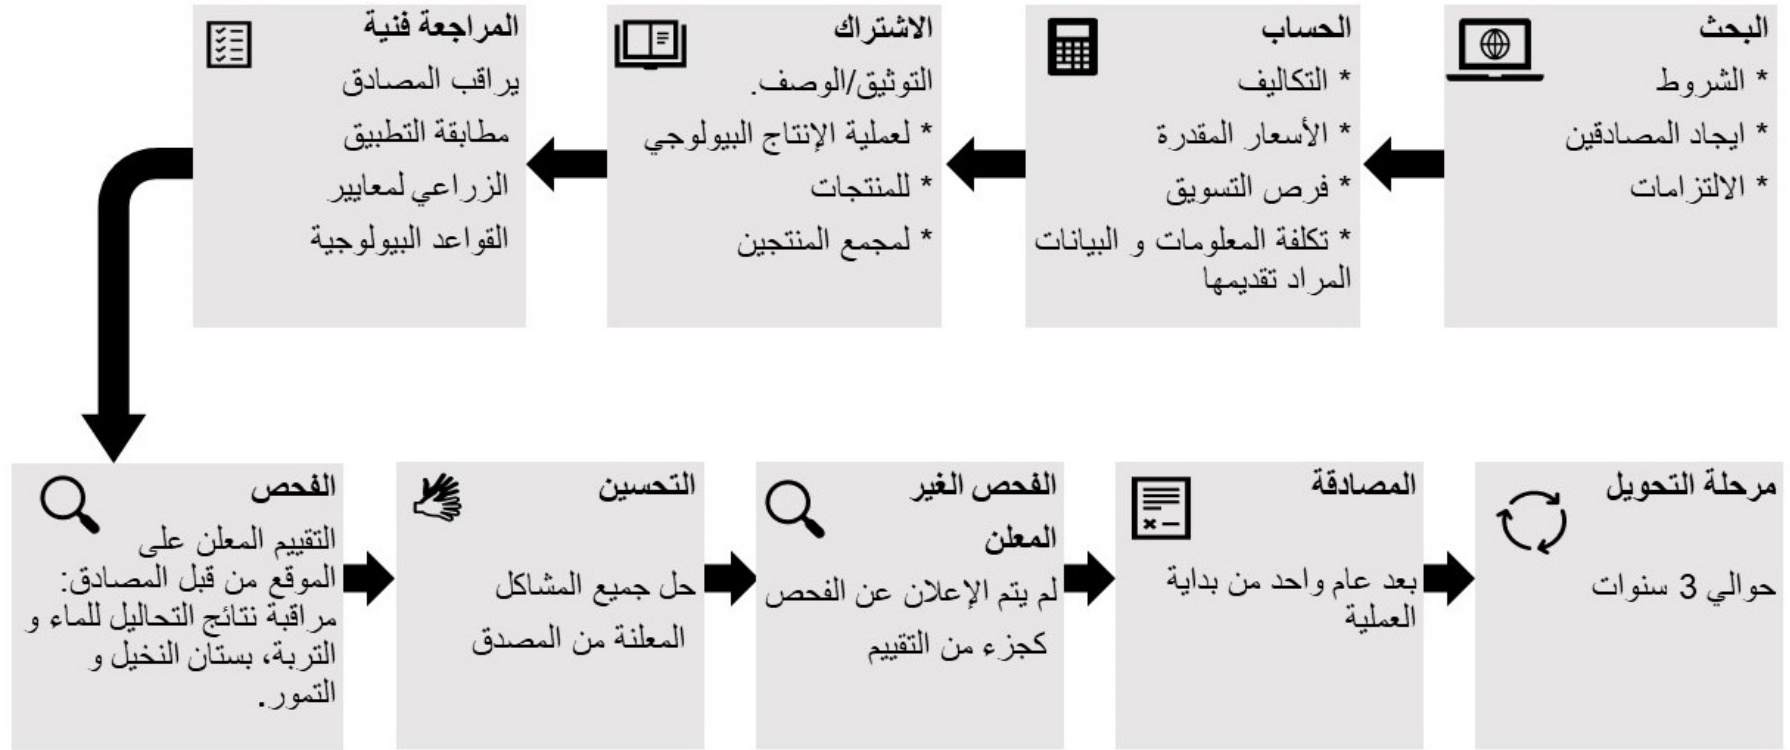 البحث
* الشروط
* ايجاد المصادقين
* الالتزامات
الحساب
* التكاليف
* الأسعار المقدرة
* فرص التسويق
* تكلفة المعلومات و البيانات
المراد تقديمها
الاشتراك
التوثيق/الوصف.
* لعملية الإنتاج البيولوجي
* للمنتجات
* لمجمع المنتجين
المراجعة فنية
يراقب المصادق
مطابقة التطبيق
الزراعي لمعايير
القواعد البيولوجية
الفحص
التقييم المعلن على
الموقع من قبل المصادق:
مراقبة نتائج التحاليل للماء و
التربة، بستان النخيل و
التمور.
التحسين
حل جميع المشاكل
المعلنة من المصدق
الفحص الغير
المعلن
لم يتم الإعلان عن الفحص
كجزء من التقييم
المصادقة
بعد عام واحد من بداية
العملية
مرحلة التحويل
حوالي 3 سنوات